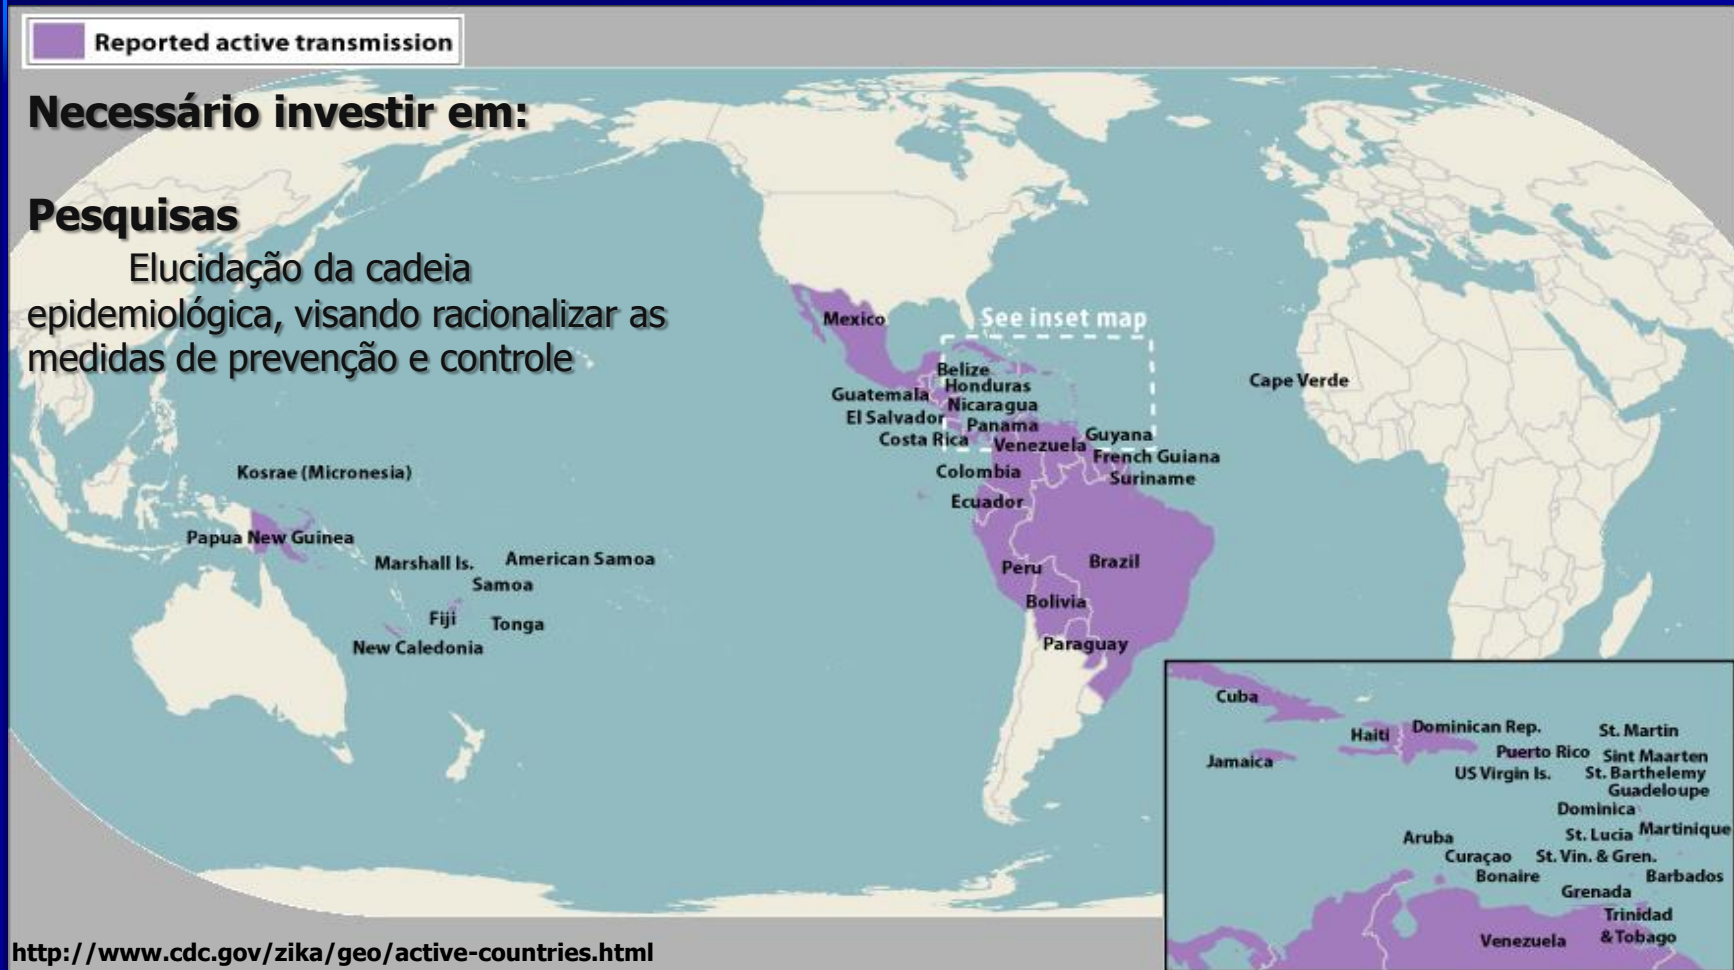 Reported active transmission
Necessário investir em:
Pesquisas
Elucidação da cadeia
epidemiológica, visando racionalizar as
medidas de prevenção e controle
Mexico
See inset map
Belize
Honduras
Guatemala
Nicaragua
El Salvador
Panama
Costa Rica
Venezuela
Guyana
French Guiana
Colombia
Suriname
Ecuador
Cape Verde
Brazil
Peru
Bolivia
Paraguay
Kosrae (Micronesia)
Papua New Guinea
Marshall Is.
American Samoa
Samoa
Fiji
Tonga
New Caledonia
Cuba
Haiti
Dominican Rep.
St. Martin
Jamaica
Puerto Rico
Sint Maarten
US Virgin Is.
St. Barthelemy
Guadeloupe
Dominica
Aruba
St. Lucia
Martinique
Curaçao
St. Vin. & Gren.
Bonaire
Barbados
Grenada
Trinidad
& Tobago
Venezuela
http://www.cdc.gov/zika/geo/active-countries.html